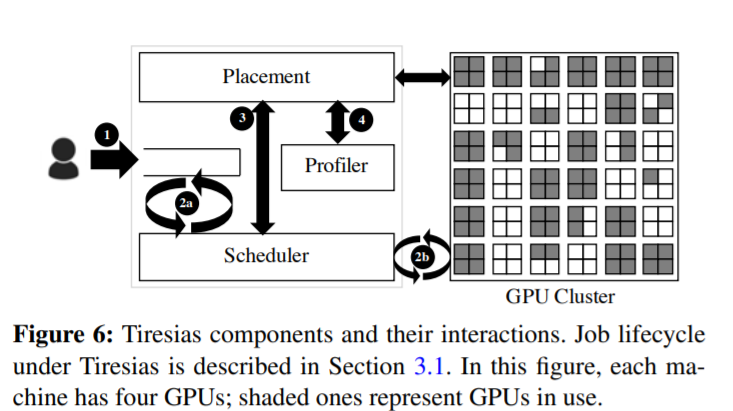 Placement
1
3
4
Profiler
2a
Scheduler
2b
GPU Cluster
Figure 6: Tiresias components and their interactions. Job lifecycle
under Tiresias is described in Section 3.1. In this figure, each ma-
chine has four GPUs; shaded ones represent GPUs in use.